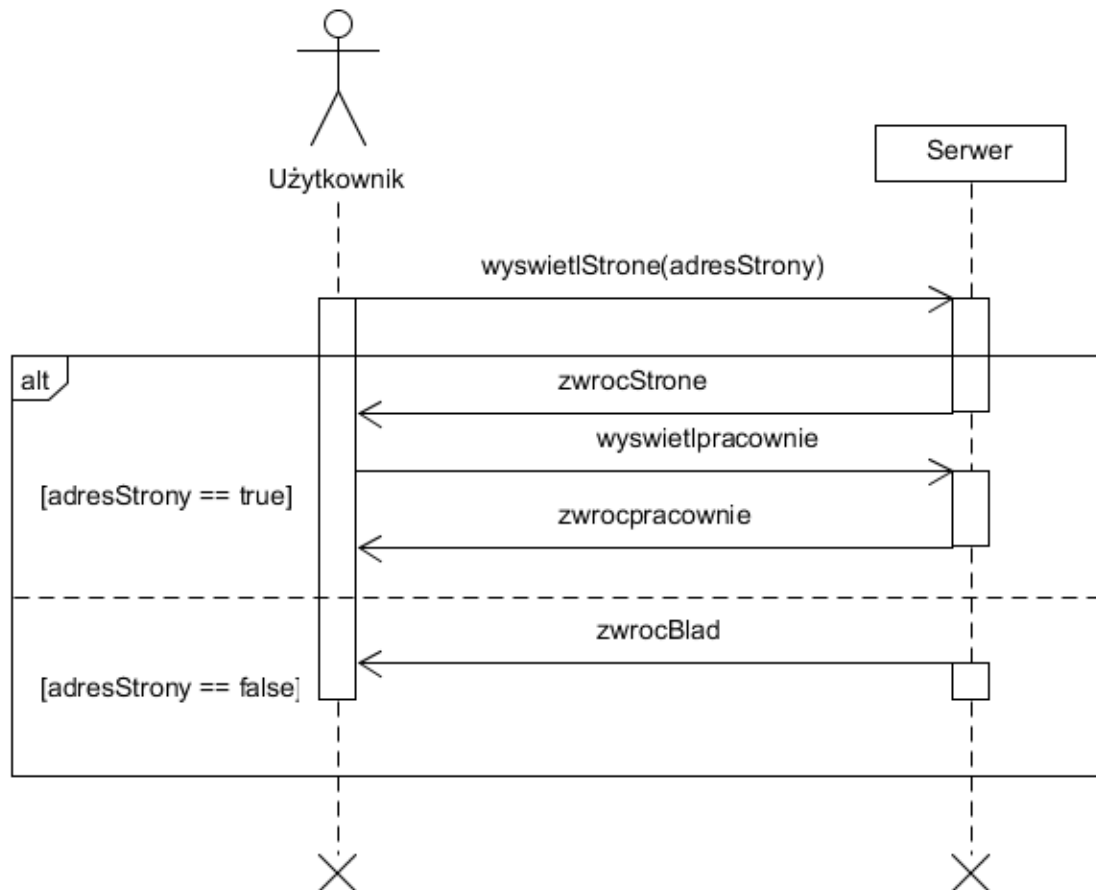 Użytkownik
Serwer
wyswietlStrone(adresStrony)
alt
zwrocStrone
wyswietlpracownie
[adresStrony == true]
zwrocpracownie
zwrocBlad
[adresStrony == false]